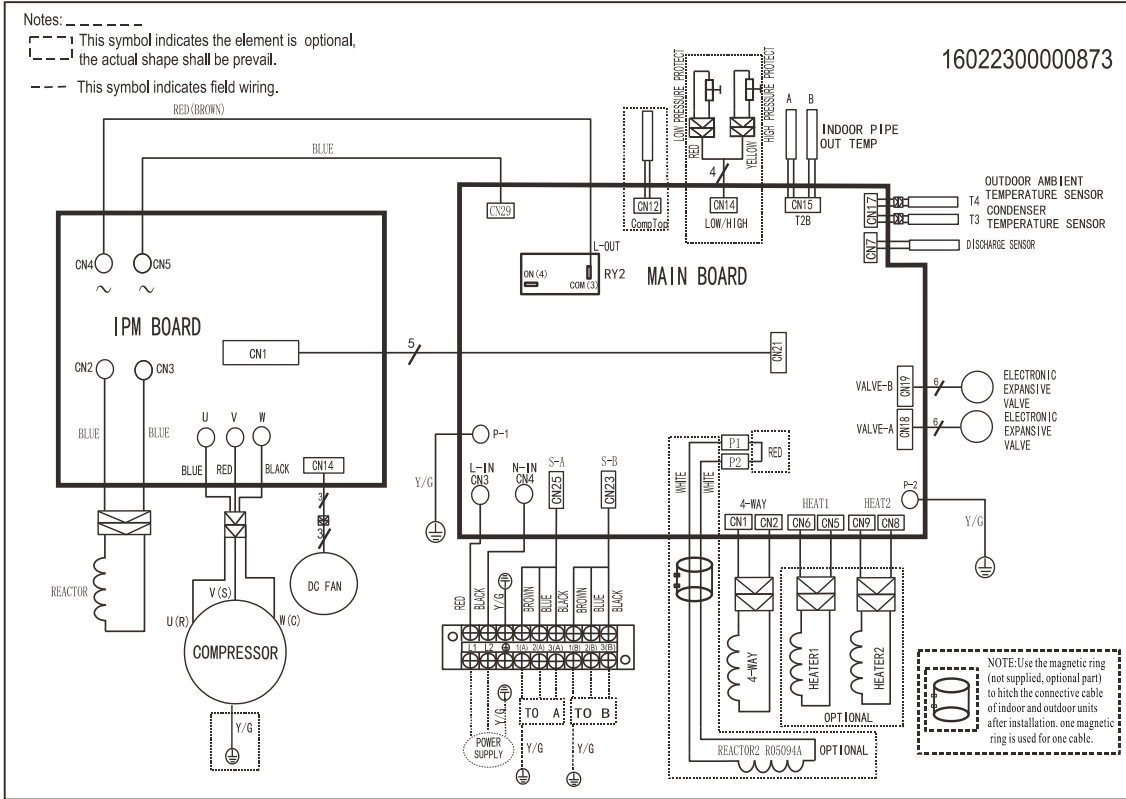 Notes:
This symbol indicates the element is optional,
the actual shape shall be prevail.
This symbol indicates field wiring.
16022300000873
RED(BROWN)
BLUE
LOW PRESSURE PROTECT
HIGH PRESSURE PROTECT
RED
YELLOW
4
A B
INDOOR PIPE
OUT TEMP
CN29
CN12
CompTop
CN14
LOW/HIGH
CN15
T2B
CN17
T4
OUTDOOR AMBIENT
TEMPERATURE SENSOR
T3
CONDENSER
TEMPERATURE SENSOR
CN7
DISCHARGE SENSOR
L-OUT
ON(4)
COM(3)
RY2
MAIN BOARD
CN4
CN5
~ ~
IPM BOARD
CN1
5
CN21
CN2
CN3
BLUE
BLUE
U V W
BLUE
RED
BLACK
CN14
3
3
DC FAN
REACTOR
U(R)
V(S)
W(C)
COMPRESSOR
Y/G
VALVE-B
CN19
6
ELECTRONIC
EXPANSIVE
VALVE
VALVE-A
CN18
6
ELECTRONIC
EXPANSIVE
VALVE
P-1
Y/G
L-IN
CN3
N-IN
CN4
S-A
CN25
S-B
CN23
P1
P2
RED
WHITE
WHITE
P-2
Y/G
4-WAY
HEAT1
HEAT2
CN1 CN2
CN6 CN5
CN9 CN8
RED
BLACK
Y/G
BROWN
BLUE
BLACK
BROWN
BLUE
BLACK
L1 L2 1(A) 2(A) 3(A) 1(B) 2(B) 3(B)
Y/G
TO A
TO B
POWER
SUPPLY
Y/G
Y/G
4-WAY
HEATER1
HEATER2
OPTIONAL
REACTOR2 R05094A
OPTIONAL
NOTE:Use the magnetic ring
(not supplied, optional part)
to hitch the connective cable
of indoor and outdoor units
after installation. one magnetic
ring is used for one cable.